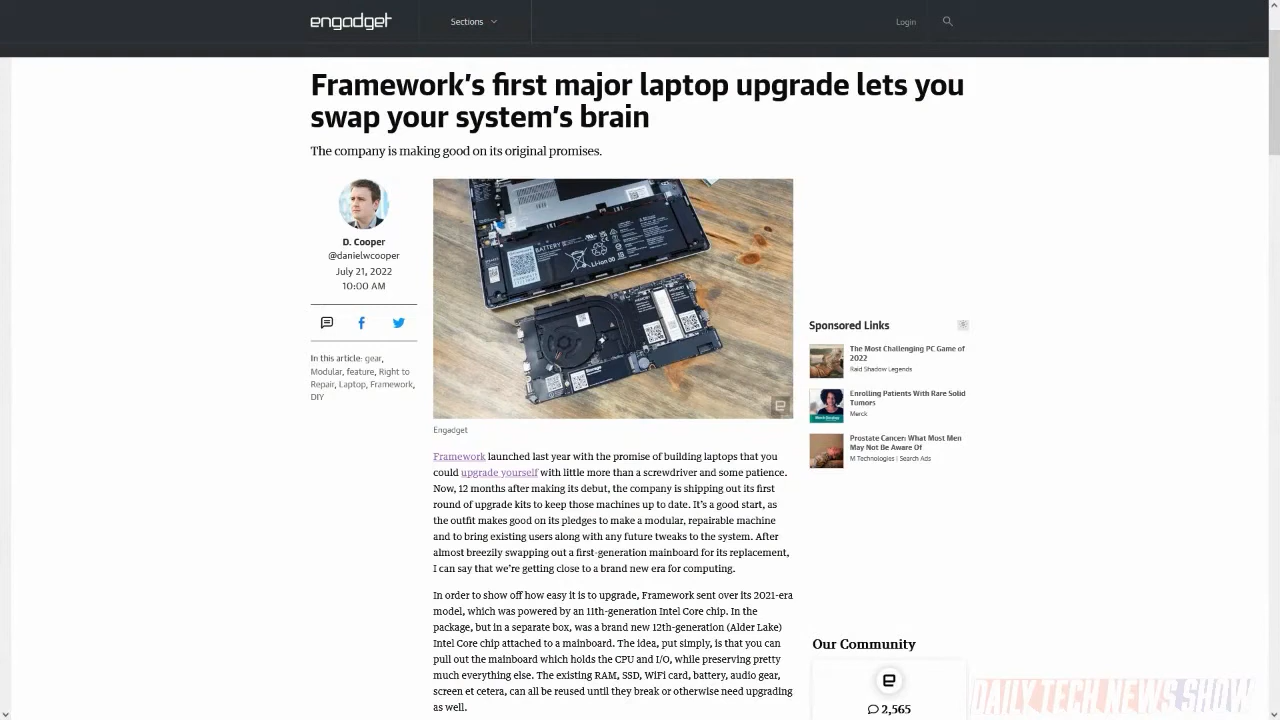 engadget
Sections
Login
Framework's first major laptop upgrade lets you
swap your system's brain
The company is making good on its original promises.
D. Cooper
@danielwcooper
July 21, 2022
10:00 AM
In this article: gear,
Modular, feature, Right to
Repair, Laptop, Framework,
DIY
BATTERY
Li-ion 00
MEMORY
MEMORY
Engadget
Framework launched last year with the promise of building laptops that you
could upgrade yourself with little more than a screwdriver and some patience.
Now, 12 months after making its debut, the company is shipping out its first
round of upgrade kits to keep those machines up to date. It's a good start, as
the outfit makes good on its pledges to make a modular, repairable machine
and to bring existing users along with any future tweaks to the system. After
almost breezily swapping out a first-generation mainboard for its replacement,
I can say that we're getting close to a brand new era for computing.
In order to show off how easy it is to upgrade, Framework sent over its 2021-era
model, which was powered by an 11th-generation Intel Core chip. In the
package, but in a separate box, was a brand new 12th-generation (Alder Lake)
Intel Core chip attached to a mainboard. The idea, put simply, is that you can
pull out the mainboard which holds the CPU and I/O, while preserving pretty
much everything else. The existing RAM, SSD, WiFi card, battery, audio gear,
screen et cetera, can all be reused until they break or otherwise need upgrading
as well.
Sponsored Links
The Most Challenging PC Game of
2022
Raid Shadow Legends
Enrolling Patients With Rare Solid
Tumors
Merck
Prostate Cancer: What Most Men
May Not Be Aware Of
M Technologies | Search Ads
Our Community
2,565
DAILY TECH NEWS SHOW